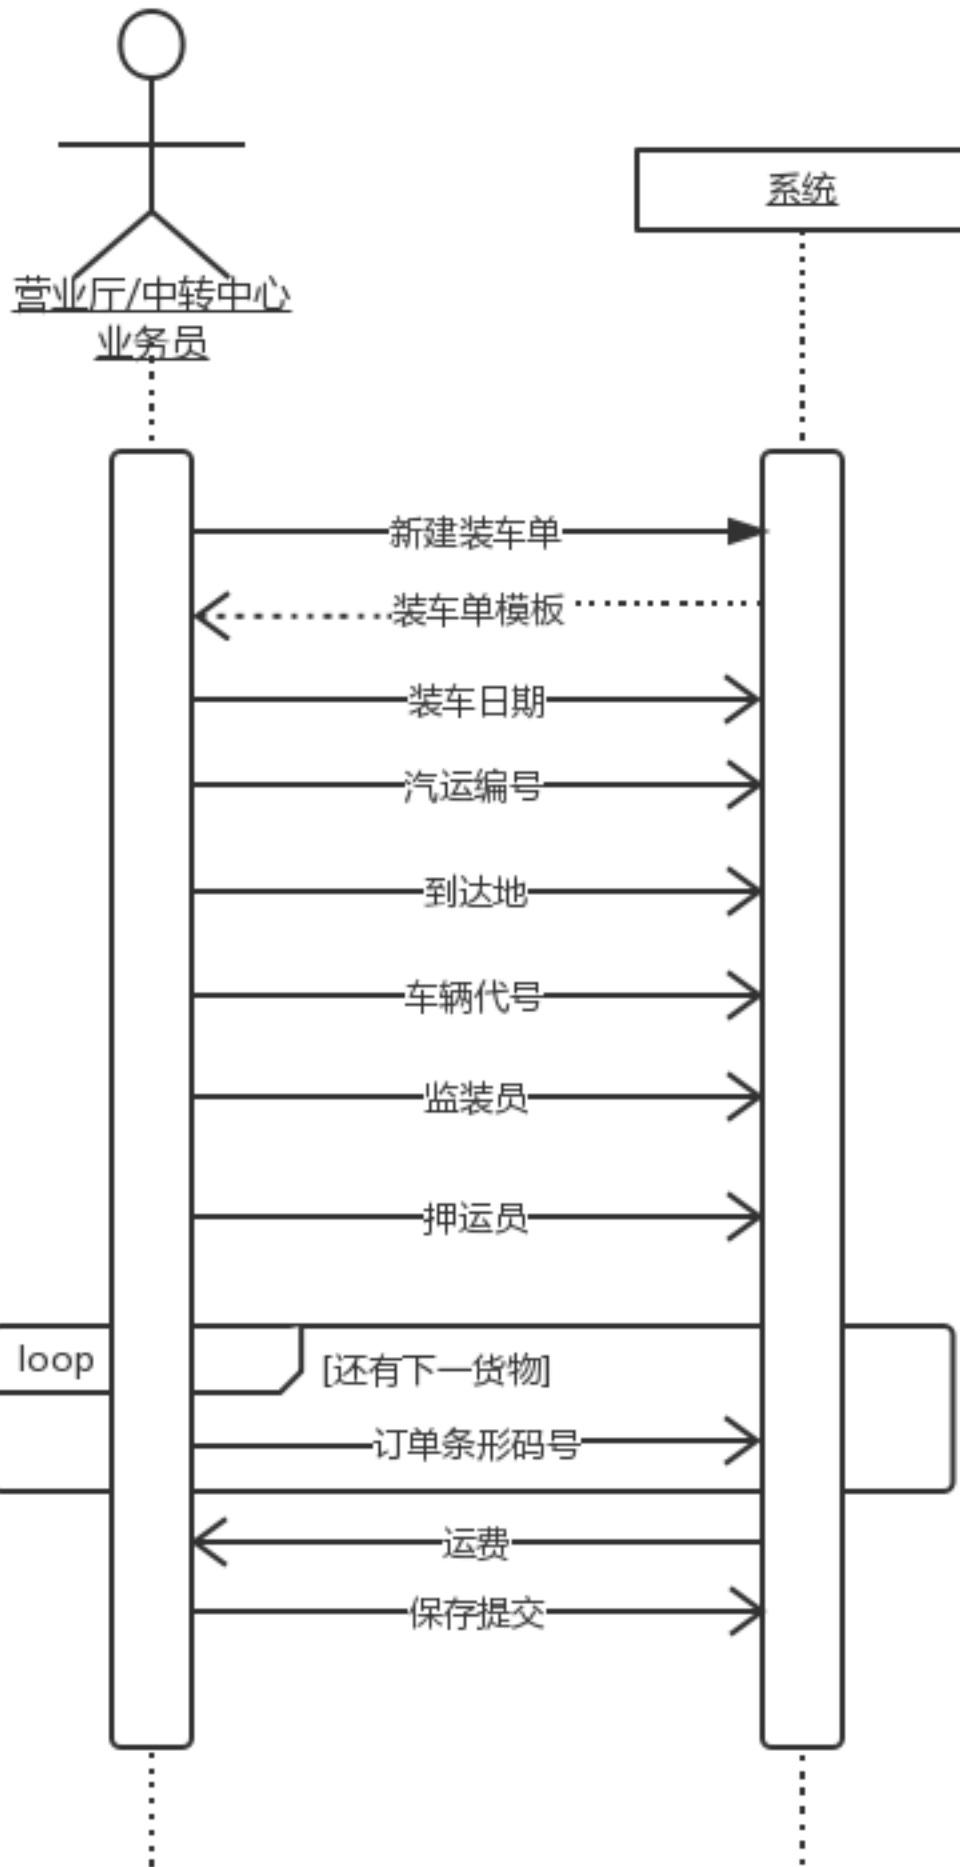 系统
营业厅/中转中心
业务员
新建装车单
装车单模板
装车日期
汽运编号
到达地
车辆代号
监装员
押运员
loop
[还有下一货物]
订单条形码号
运费
保存提交